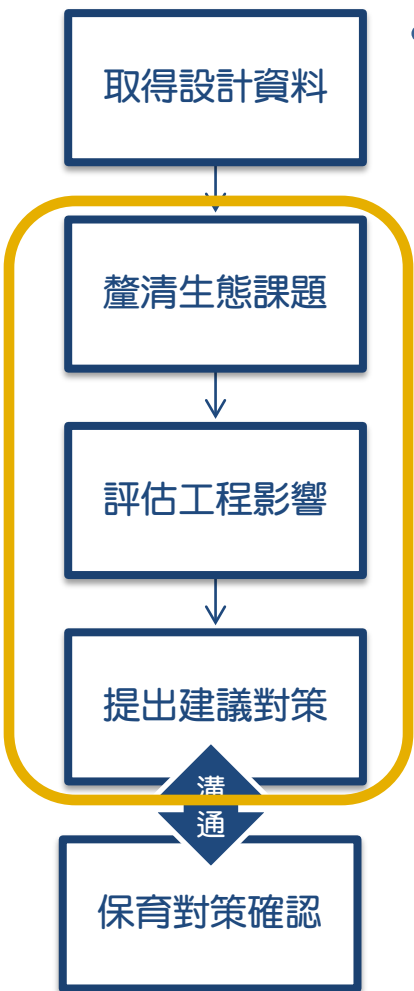 取得設計資料
釐清生態課題
評估工程影響
提出建議對策
溝
通
保育對策確認